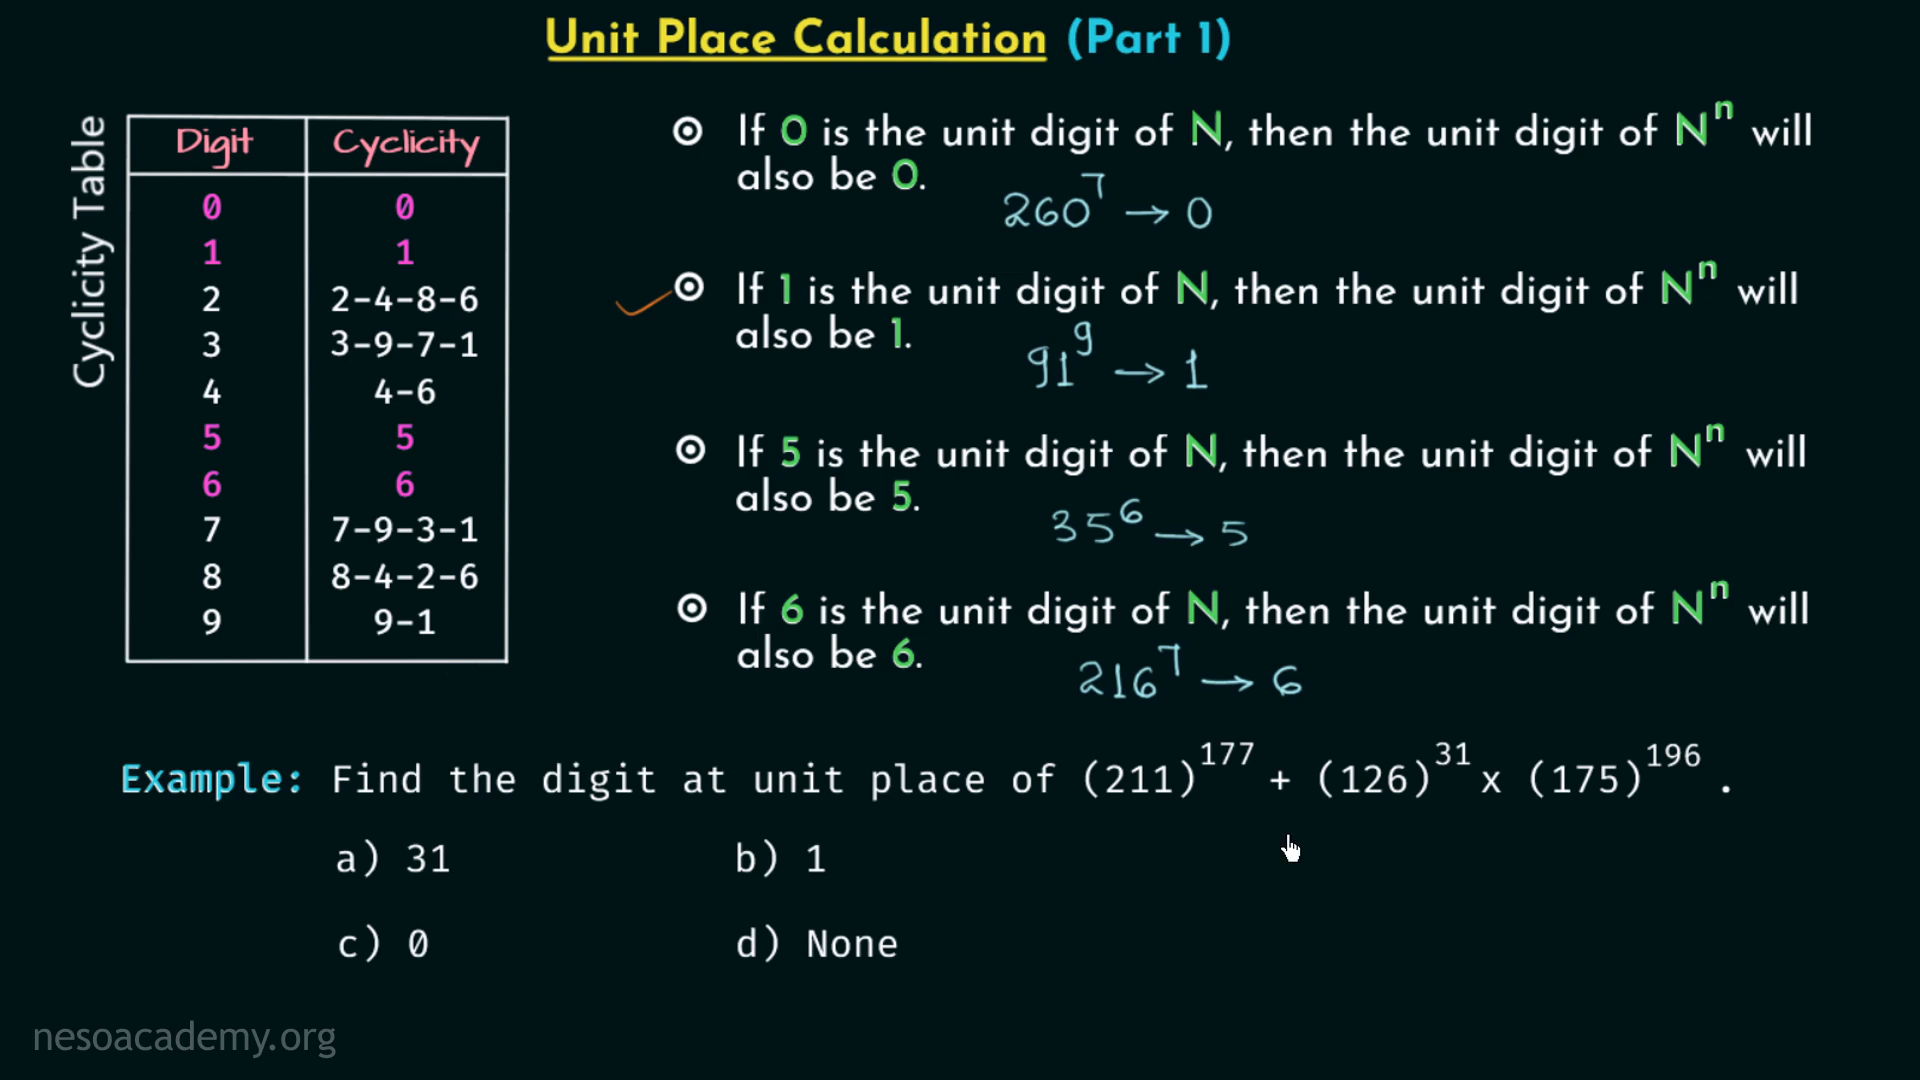 Unit Place Calculation (Part 1)
Cyclicity Table
Digit Cyclicity
0 0
1 1
2 2-4-8-6
3 3-9-7-1
4 4-6
5 5
6 6
7 7-9-3-1
8 8-4-2-6
9 9-1
If 0 is the unit digit of N, then the unit digit of Nⁿ will
also be 0.
260⁷ → 0
If 1 is the unit digit of N, then the unit digit of Nⁿ will
also be 1.
91⁹ → 1
If 5 is the unit digit of N, then the unit digit of Nⁿ will
also be 5.
35⁶ → 5
If 6 is the unit digit of N, then the unit digit of Nⁿ will
also be 6.
216⁷ → 6
Example: Find the digit at unit place of (211)¹⁷⁷ + (126)³¹ x (175)¹⁹⁶ .
a) 31 b) 1
c) 0 d) None
nesoacademy.org